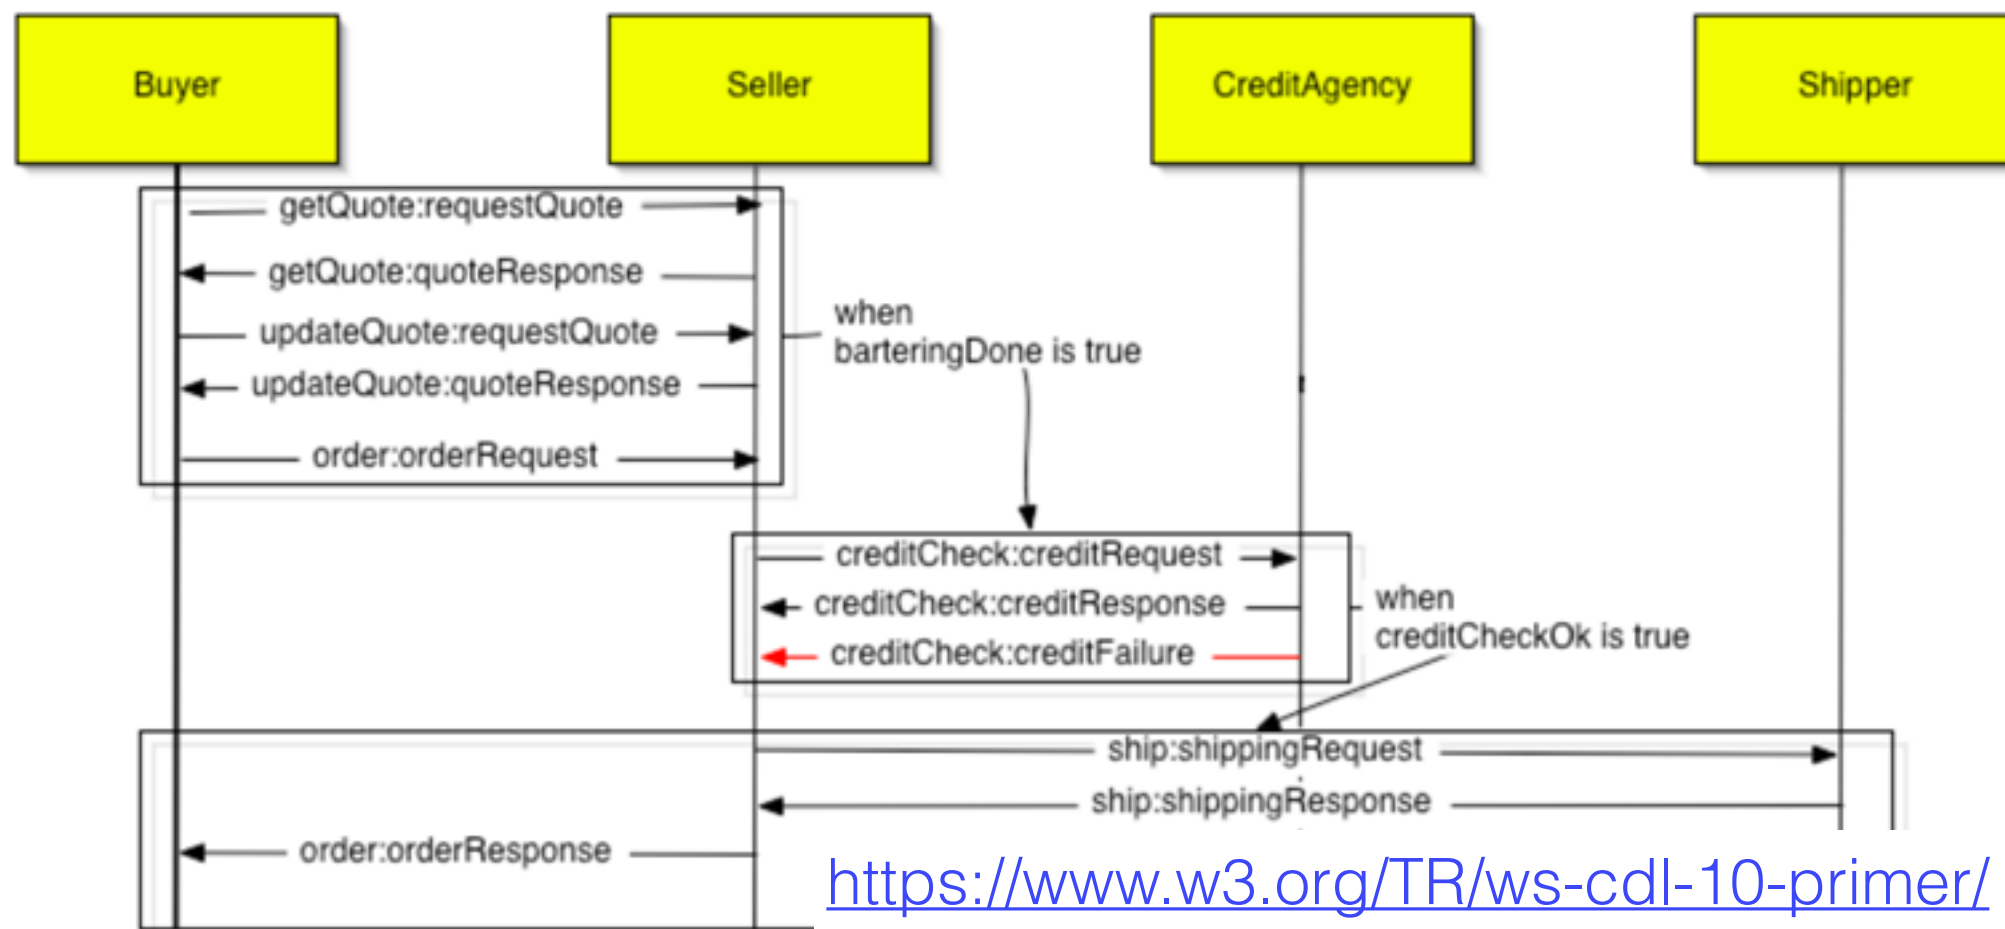 Buyer
Seller
CreditAgency
Shipper
getQuote:requestQuote
getQuote:quoteResponse
updateQuote:requestQuote
updateQuote:quoteResponse
order:orderRequest
when
barteringDone is true
creditCheck:creditRequest
creditCheck:creditResponse
creditCheck:creditFailure
when
creditCheckOk is true
ship:shippingRequest
ship:shippingResponse
order:orderResponse
https://www.w3.org/TR/ws-cdl-10-primer/